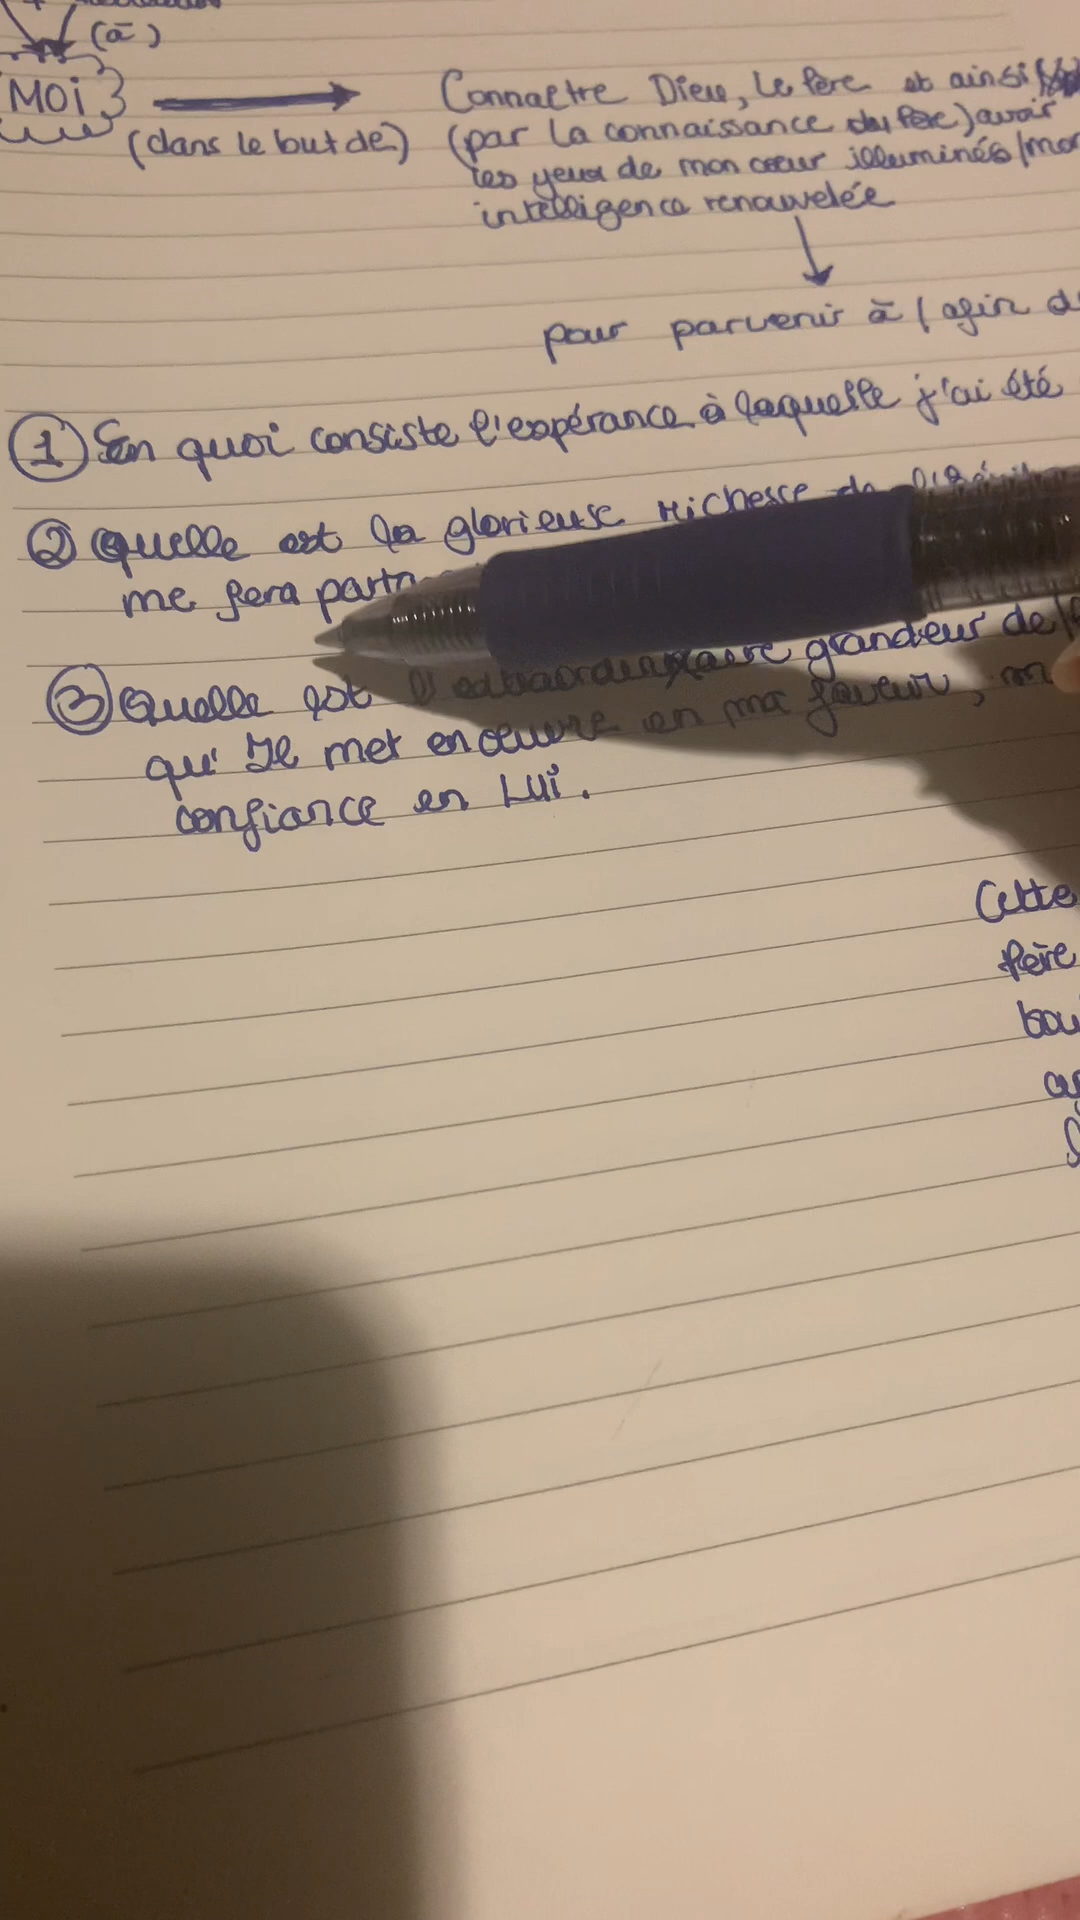 (à)
MOI
Connaître Dieu, le Père et ainsi
(dans le but de) (par la connaissance du Père) avoir
les yeux de mon cœur illuminés/mon
intelligence renouvelée
pour parvenir à / afin de
1 En quoi consiste l'espérance à laquelle j'ai été
2 Quelle est la glorieuse richesse de
me fera
3 Quelle est l'extraordinaire grandeur de
qu'Il met en œuvre en ma faveur,
confiance en Lui.
Cette
Père